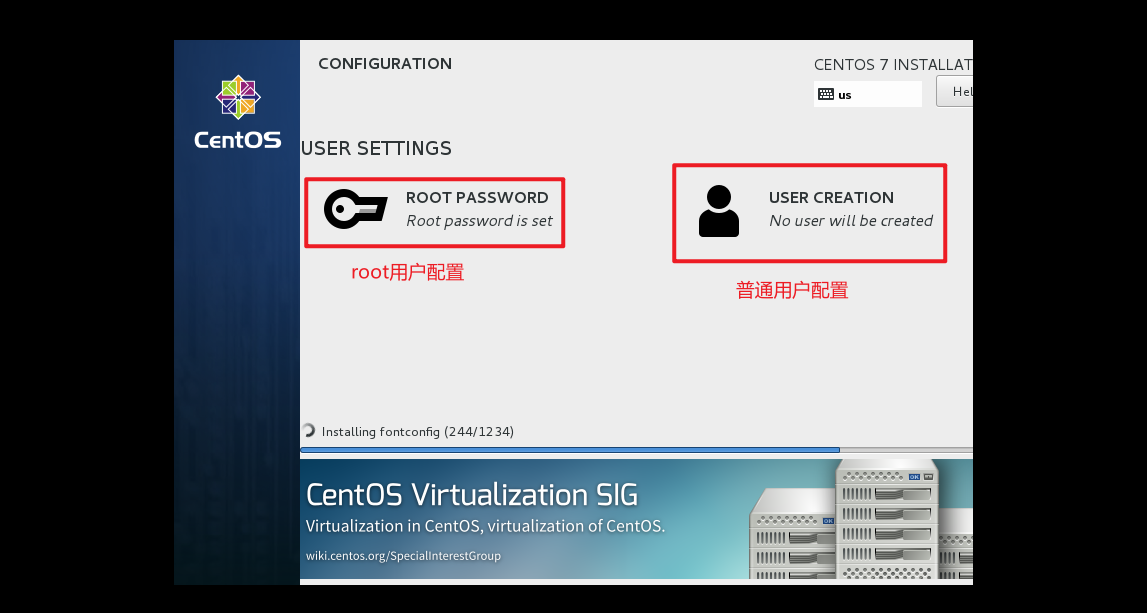 CONFIGURATION
CENTOS 7 INSTALLAT
us
Hel
CentOS
USER SETTINGS
ROOT PASSWORD
Root password is set
USER CREATION
No user will be created
root用户配置
普通用户配置
Installing fontconfig (244/1234)
CentOS Virtualization SIG
Virtualization in CentOS, virtualization of CentOS.
wiki.centos.org/SpecialInterestGroup